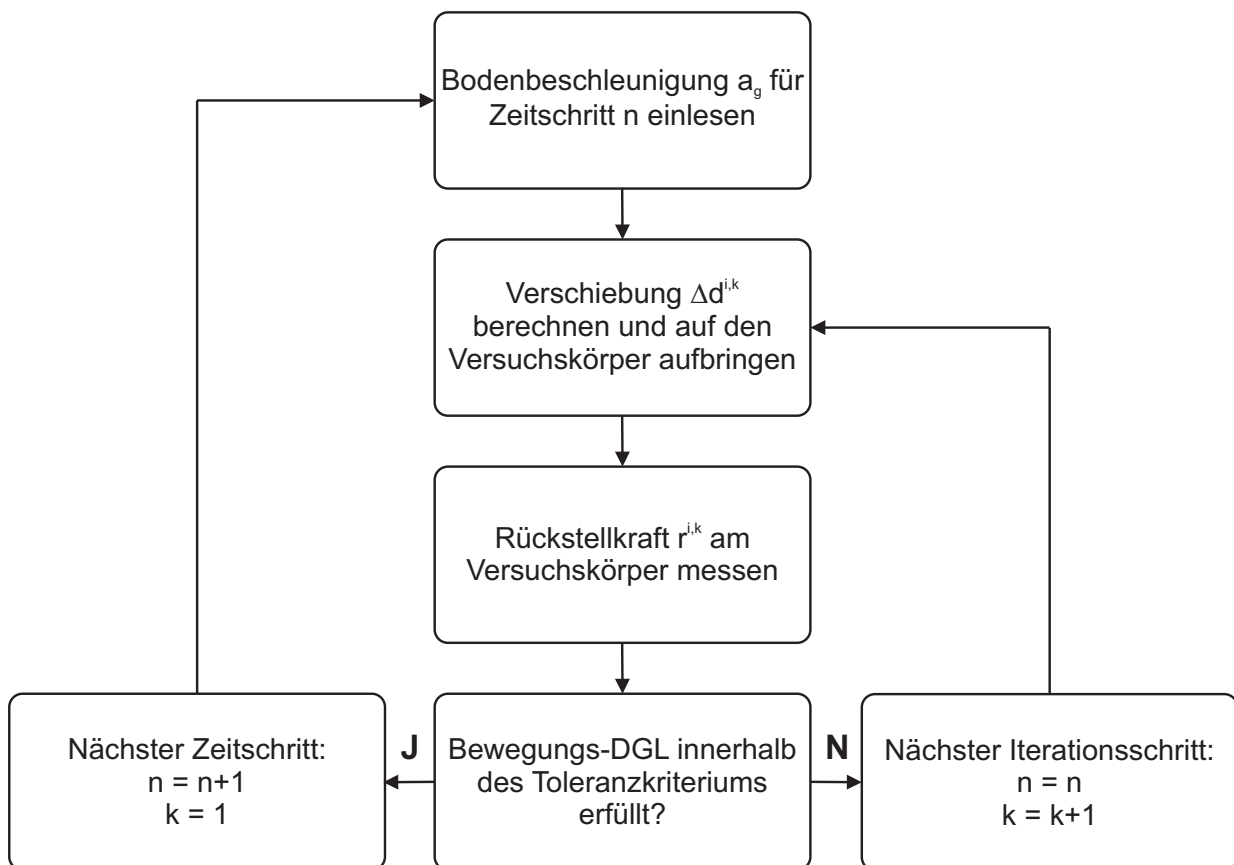 Bodenbeschleunigung a_g für
Zeitschritt n einlesen
Verschiebung Δd^i,k
berechnen und auf den
Versuchskörper aufbringen
Rückstellkraft r^i,k am
Versuchskörper messen
Nächster Zeitschritt:
n = n+1
k = 1
J
Bewegungs-DGL innerhalb
des Toleranzkriteriums
erfüllt?
N
Nächster Iterationsschritt:
n = n
k = k+1